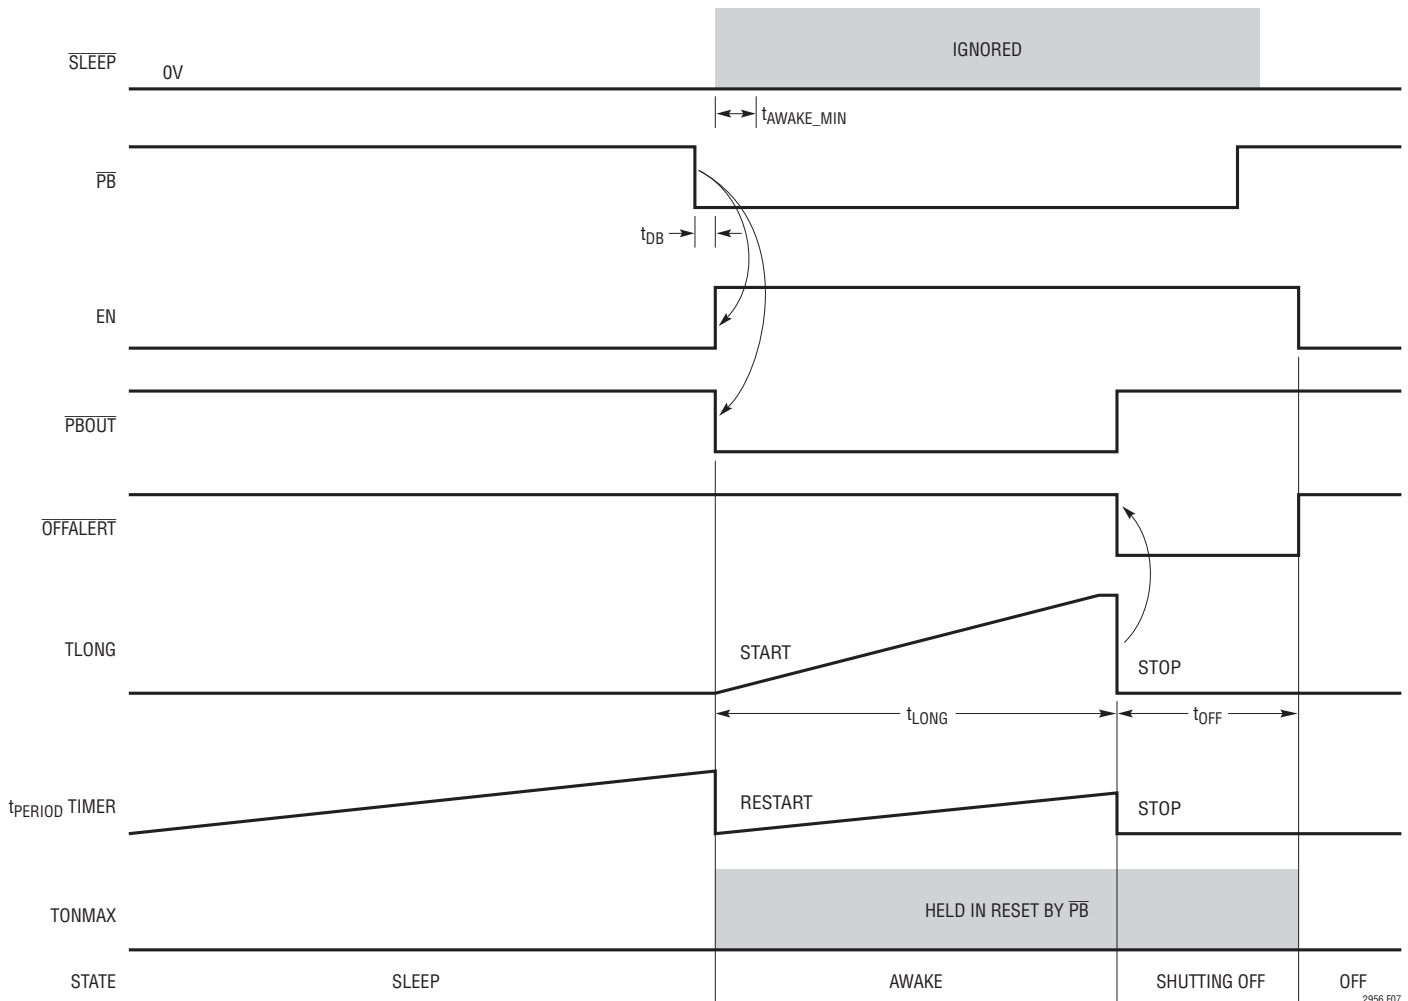 SLEEP
0V
IGNORED
tAWAKE_MIN
PB
tDB
EN
PBOUT
OFFALERT
TLONG
START
STOP
tLONG
tOFF
tPERIOD TIMER
RESTART
STOP
TONMAX
HELD IN RESET BY PB
STATE
SLEEP
AWAKE
SHUTTING OFF
OFF
2956 F07